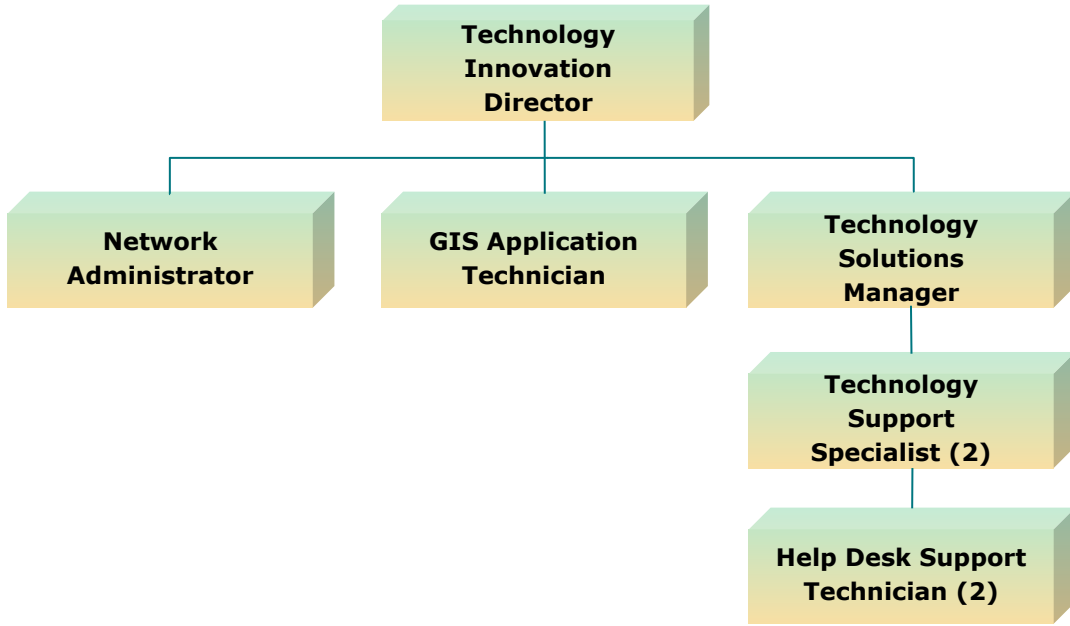 Technology
Innovation
Director
Network
Administrator
GIS Application
Technician
Technology
Solutions
Manager
Technology
Support
Specialist (2)
Help Desk Support
Technician (2)